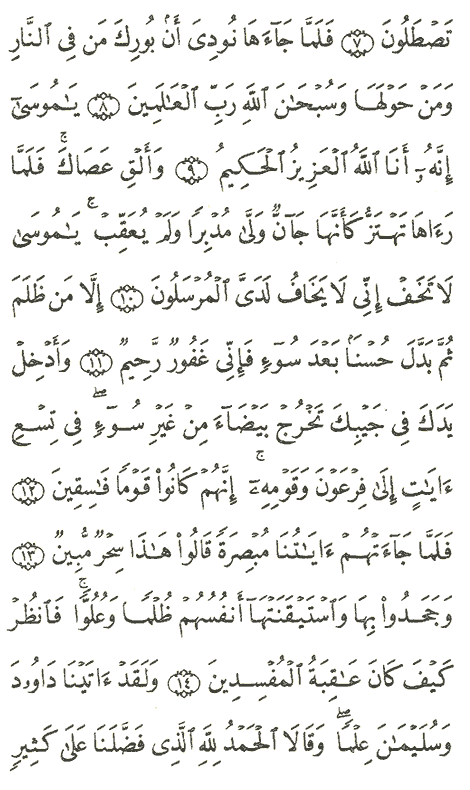 تَصۡطَلُونَ ٧ فَلَمَّا جَآءَهَا نُودِيَ أَنۢ بُورِكَ مَن فِي ٱلنَّارِ
وَمَنۡ حَوۡلَهَا وَسُبۡحَٰنَ ٱللَّهِ رَبِّ ٱلۡعَٰلَمِينَ ٨ يَٰمُوسَىٰٓ
إِنَّهُۥٓ أَنَا ٱللَّهُ ٱلۡعَزِيزُ ٱلۡحَكِيمُ ٩ وَأَلۡقِ عَصَاكَۚ فَلَمَّا
رَءَاهَا تَهۡتَزُّ كَأَنَّهَا جَآنّٞ وَلَّىٰ مُدۡبِرٗا وَلَمۡ يُعَقِّبۡۚ يَٰمُوسَىٰ
لَا تَخَفۡ إِنِّي لَا يَخَافُ لَدَيَّ ٱلۡمُرۡسَلُونَ ١٠ إِلَّا مَن ظَلَمَ
ثُمَّ بَدَّلَ حُسۡنَۢا بَعۡدَ سُوٓءٖ فَإِنِّي غَفُورٞ رَّحِيمٞ ١١ وَأَدۡخِلۡ
يَدَكَ فِي جَيۡبِكَ تَخۡرُجۡ بَيۡضَآءَ مِنۡ غَيۡرِ سُوٓءٖۖ فِي تِسۡعِ
ءَايَٰتٍ إِلَىٰ فِرۡعَوۡنَ وَقَوۡمِهِۦٓۚ إِنَّهُمۡ كَانُواْ قَوۡمٗا فَٰسِقِينَ ١٢
فَلَمَّا جَآءَتۡهُمۡ ءَايَٰتُنَا مُبۡصِرَةٗ قَالُواْ هَٰذَا سِحۡرٞ مُّبِينٞ ١٣
وَجَحَدُواْ بِهَا وَٱسۡتَيۡقَنَتۡهَآ أَنفُسُهُمۡ ظُلۡمٗا وَعُلُوّٗاۚ فَٱنظُرۡ
كَيۡفَ كَانَ عَٰقِبَةُ ٱلۡمُفۡسِدِينَ ١٤ وَلَقَدۡ ءَاتَيۡنَا دَاوُۥدَ
وَسُلَيۡمَٰنَ عِلۡمٗاۖ وَقَالَا ٱلۡحَمۡدُ لِلَّهِ ٱلَّذِي فَضَّلَنَا عَلَىٰ كَثِيرٖ